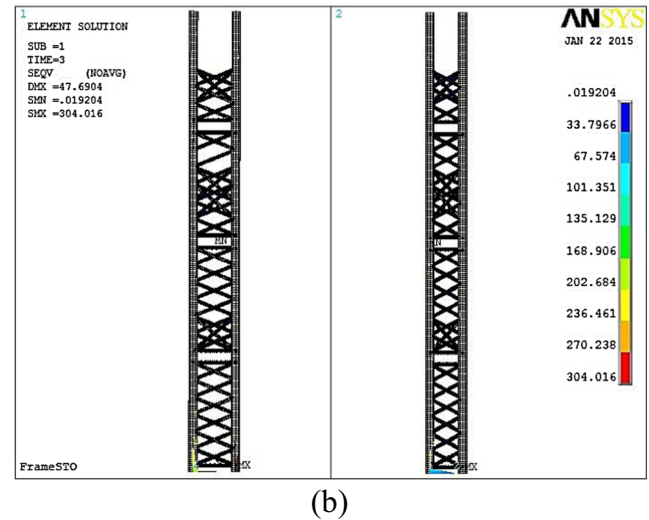 1
ELEMENT SOLUTION
SUB =1
TIME=3
SEQV (NOAVG)
DMX =47.6904
SMN =.019204
SMX =304.016
MN
MX
FrameSTO
2
N
MX
ANSYS
JAN 22 2015
.019204
33.7966
67.574
101.351
135.129
168.906
202.684
236.461
270.238
304.016
(b)